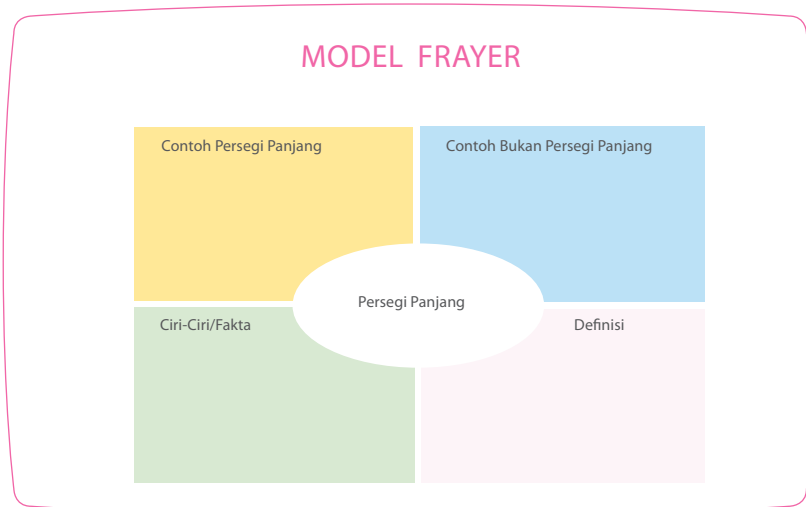 MODEL FRAYER
Contoh Persegi Panjang
Contoh Bukan Persegi Panjang
Persegi Panjang
Ciri-Ciri/Fakta
Definisi